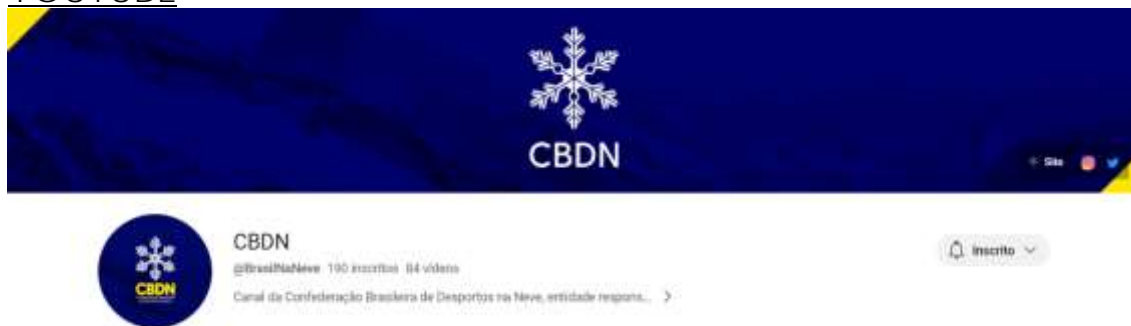 YOUTUBE
CBDN
Site
CBDN
@BrasilNaNeve 190 inscritos 84 vídeos
Canal da Confederação Brasileira de Desportos na Neve, entidade respons... >
Inscrito
CBDN